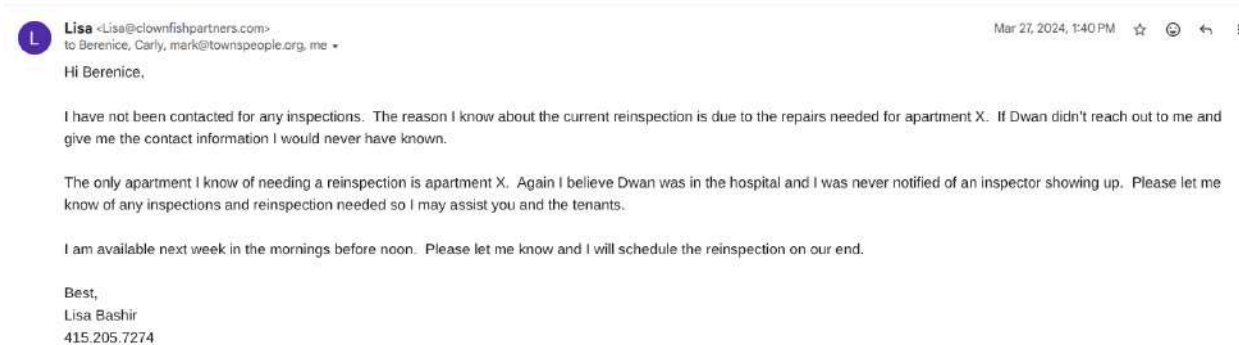 L
Lisa <Lisa@clownfishpartners.com>
Mar 27, 2024, 1:40 PM
to Berenice, Carly, mark@townspeople.org, me
Hi Berenice,
I have not been contacted for any inspections. The reason I know about the current reinspection is due to the repairs needed for apartment X. If Dwan didn't reach out to me and
give me the contact information I would never have known.
The only apartment I know of needing a reinspection is apartment X. Again I believe Dwan was in the hospital and I was never notified of an inspector showing up. Please let me
know of any inspections and reinspection needed so I may assist you and the tenants.
I am available next week in the mornings before noon. Please let me know and I will schedule the reinspection on our end.
Best,
Lisa Bashir
415.205.7274